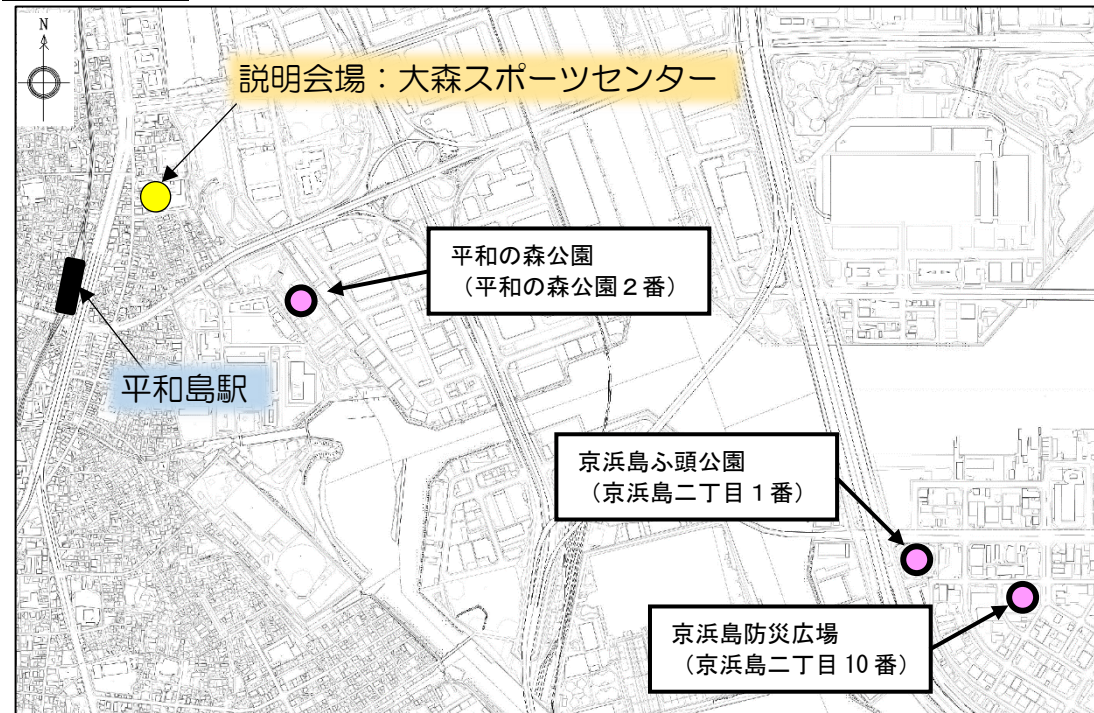 N
説明会場：大森スポーツセンター
平和の森公園
（平和の森公園２番）
平和島駅
京浜島ふ頭公園
（京浜島二丁目１番）
京浜島防災広場
（京浜島二丁目 10 番）